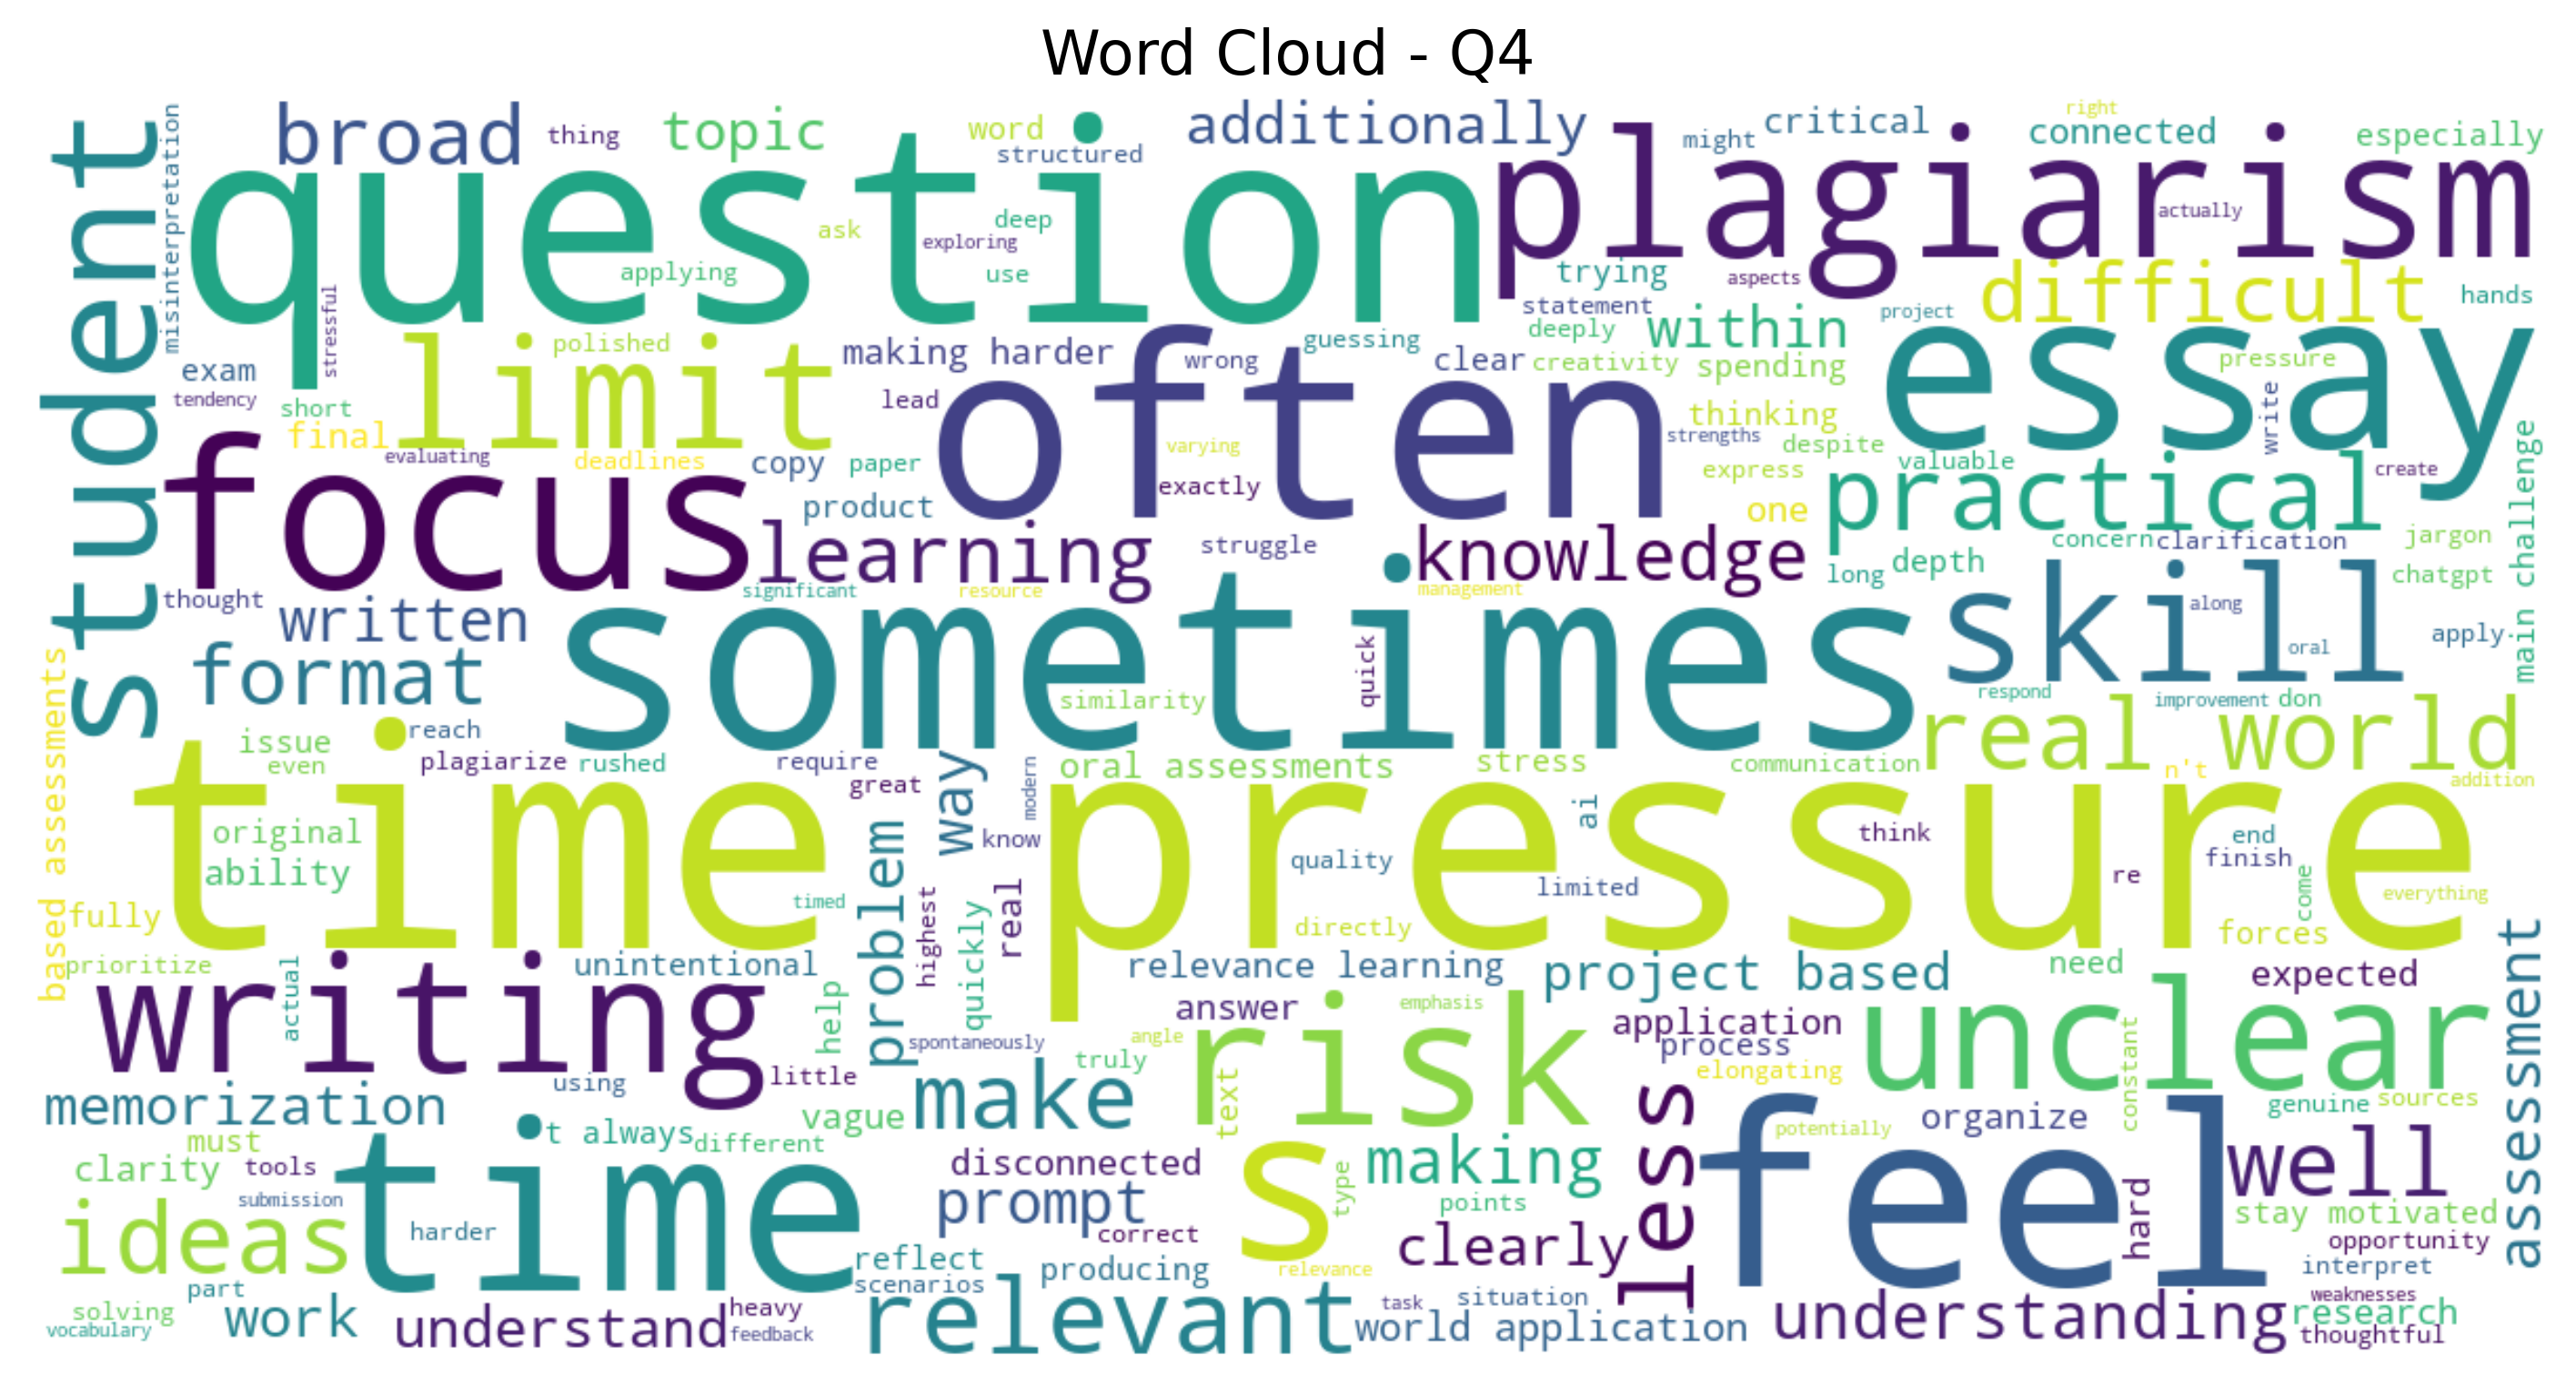 Word Cloud - Q4
student
misinterpretation
broad
thing
topic
word
structured
additionally
might
critical
right
connected
especially
question
plagiarism
actually
ask
exploring
deep
applying
use
stressful
trying
aspects
statement
deeply
within
project
difficult
hands
exam
tendency
short
final
limit
polished
making harder
lead
often
wrong
guessing
clear
creativity
spending
essay
pressure
write
thinking
strengths
despite
express
valuable
varying
exactly
evaluating
deadlines
copy
paper
product
focus
learning
struggle
knowledge
one
practical
create
main challenge
concern
clarification
jargon
long
depth
chatgpt
thought
written
format
significant
resource
management
sometimes
quick
similarity
skill
along
oral
apply
respond
improvement
don
real world
based assessments
issue
even
reach
plagiarize
rushed
require
great
way
modern
oral assessments
stress
communication
n't
addition
time pressure
original
ability
fully
timed
problem
know
real
highest
quickly
quality
ai
limited
directly
think
re
end
finish
come
everything
forces
prioritize
actual
unintentional
writing
help
relevance learning
project based
need
expected
assessment
answer
emphasis
spontaneously
angle
truly
risk
application
process
elongating
unclear
constant
genuine
sources
memorization
using
little
make
text
vague
must
t always
different
clarity
tools
submission
ideas
time
harder
disconnected
prompt
correct
s
type
making
points
clearly
less
potentially
organize
feel
hard
well
stay motivated
opportunity
interpret
part
solving
vocabulary
work
understand
heavy
feedback
reflect
scenarios
producing
relevance
relevant
task
situation
world application
understanding
weaknesses
research
thoughtful